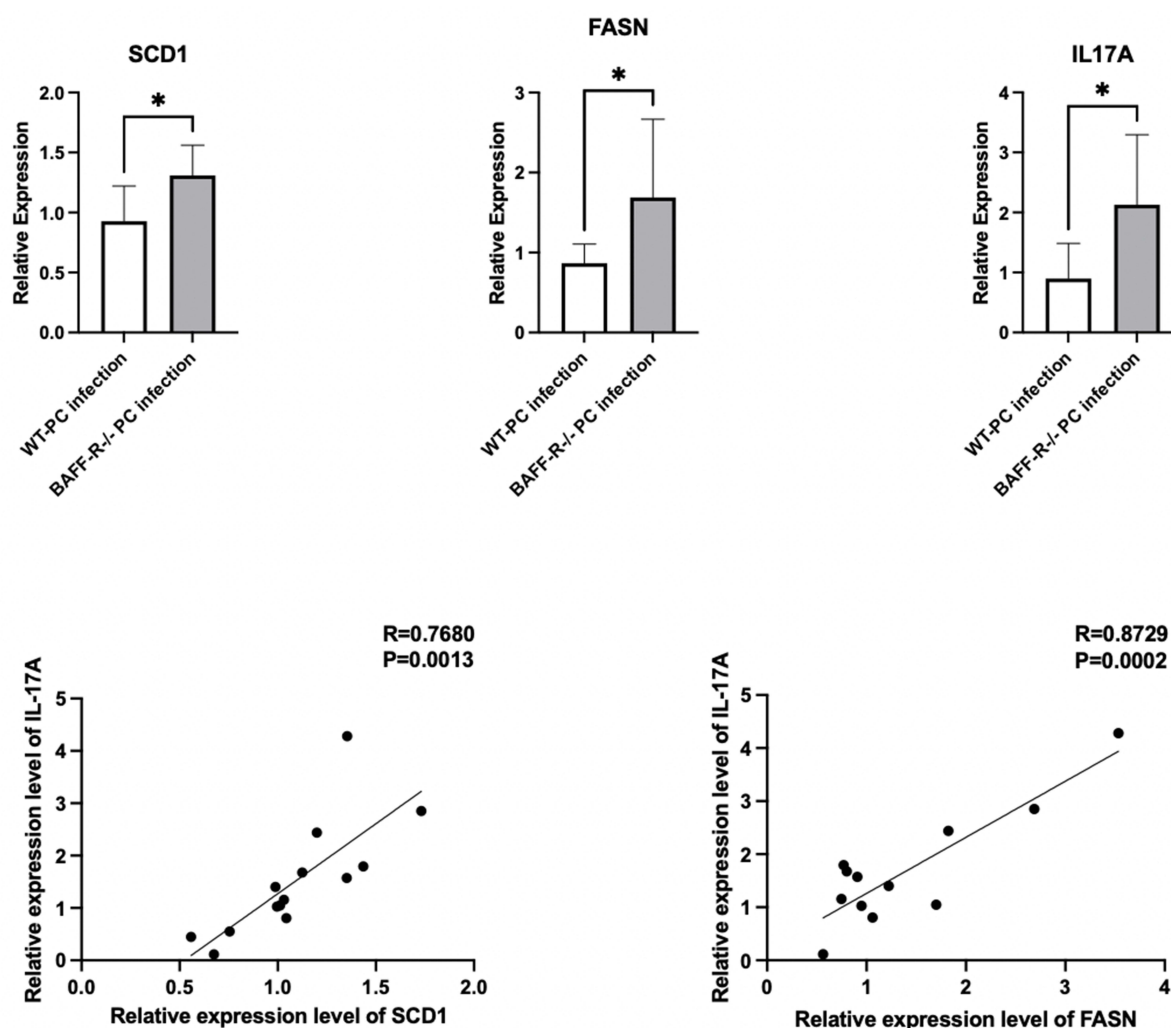 SCD1
Relative Expression
2.0
1.5
1.0
0.5
0.0
*
WT-PC infection
BAFF-R-/- PC infection
FASN
Relative Expression
3
2
1
0
*
WT-PC infection
BAFF-R-/- PC infection
IL17A
Relative Expression
4
3
2
1
0
*
WT-PC infection
BAFF-R-/- PC infection
R=0.7680
P=0.0013
Relative expression level of IL-17A
5
4
3
2
1
0
0.0 0.5 1.0 1.5 2.0
Relative expression level of SCD1
R=0.8729
P=0.0002
Relative expression level of IL-17A
5
4
3
2
1
0
0 1 2 3 4
Relative expression level of FASN